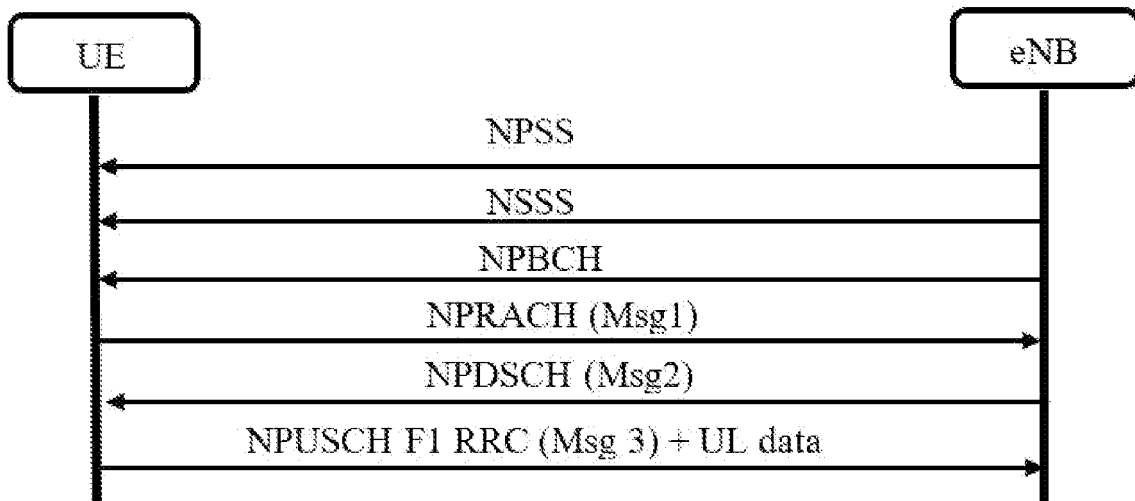 UE
eNB
NPSS
NSSS
NPBCH
NPRACH (Msg1)
NPDSCH (Msg2)
NPUSCH F1 RRC (Msg 3) + UL data